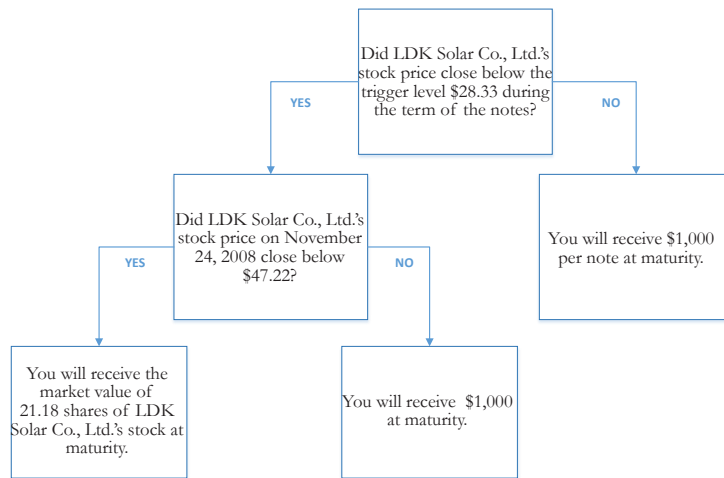 Did LDK Solar Co., Ltd.'s
stock price close below the
trigger level $28.33 during
the term of the notes?
YES
NO
Did LDK Solar Co., Ltd.'s
stock price on November
24, 2008 close below
$47.22?
You will receive $1,000
per note at maturity.
YES
NO
You will receive the
market value of
21.18 shares of LDK
Solar Co., Ltd.'s stock at
maturity.
You will receive $1,000
at maturity.